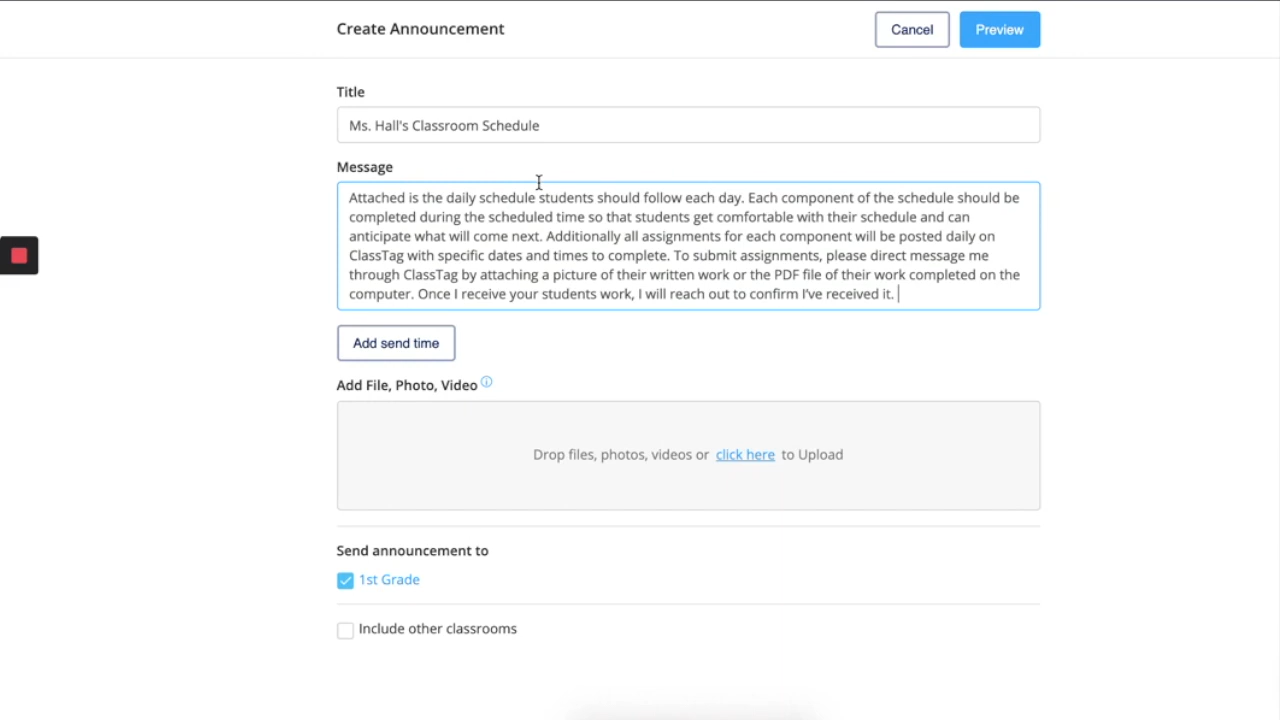 Create Announcement
Cancel
Preview
Title
Ms. Hall's Classroom Schedule
Message
Attached is the daily schedule students should follow each day. Each component of the schedule should be
completed during the scheduled time so that students get comfortable with their schedule and can
anticipate what will come next. Additionally all assignments for each component will be posted daily on
ClassTag with specific dates and times to complete. To submit assignments, please direct message me
through ClassTag by attaching a picture of their written work or the PDF file of their work completed on the
computer. Once I receive your students work, I will reach out to confirm I've received it.
Add send time
Add File, Photo, Video
Drop files, photos, videos or click here to Upload
Send announcement to
1st Grade
Include other classrooms